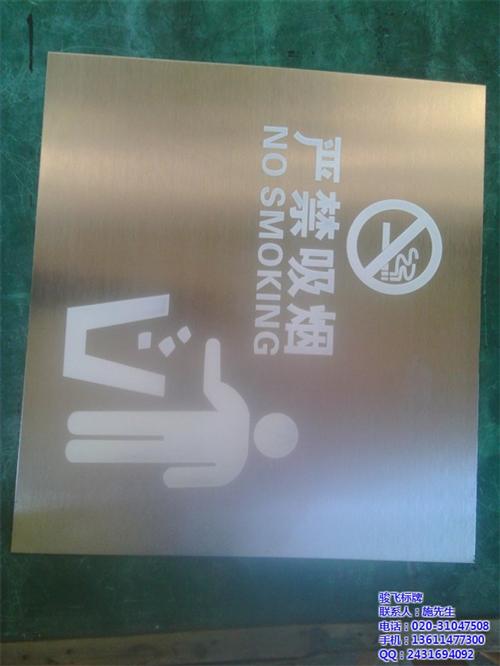 严禁吸烟
NO SMOKING
骏飞标牌
联系人：施先生
电话：020-31047508
手机：13611477300
QQ：2431694092